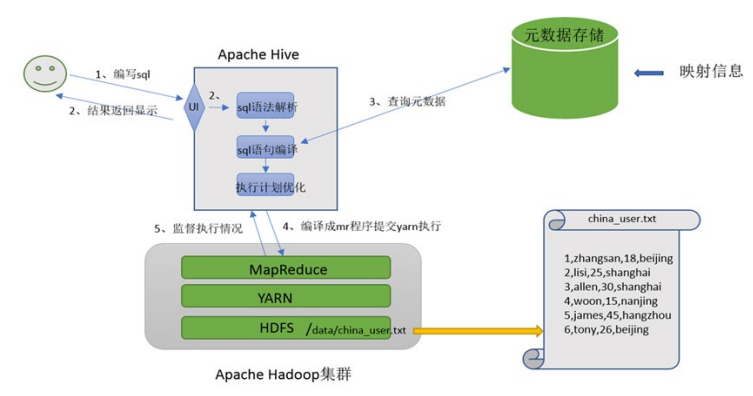 元数据存储
映射信息
Apache Hive
1、编写sql
2、结果返回显示
UI
2、
sql语法解析
3、查询元数据
sql语句编译
执行计划优化
5、监督执行情况
4、编译成mr程序提交yarn执行
MapReduce
YARN
HDFS /data/china_user.txt
Apache Hadoop集群
china_user.txt
1,zhangsan,18,beijing
2,lisi,25,shanghai
3,allen,30,shanghai
4,woon,15,nanjing
5,james,45,hangzhou
6,tony,26,beijing